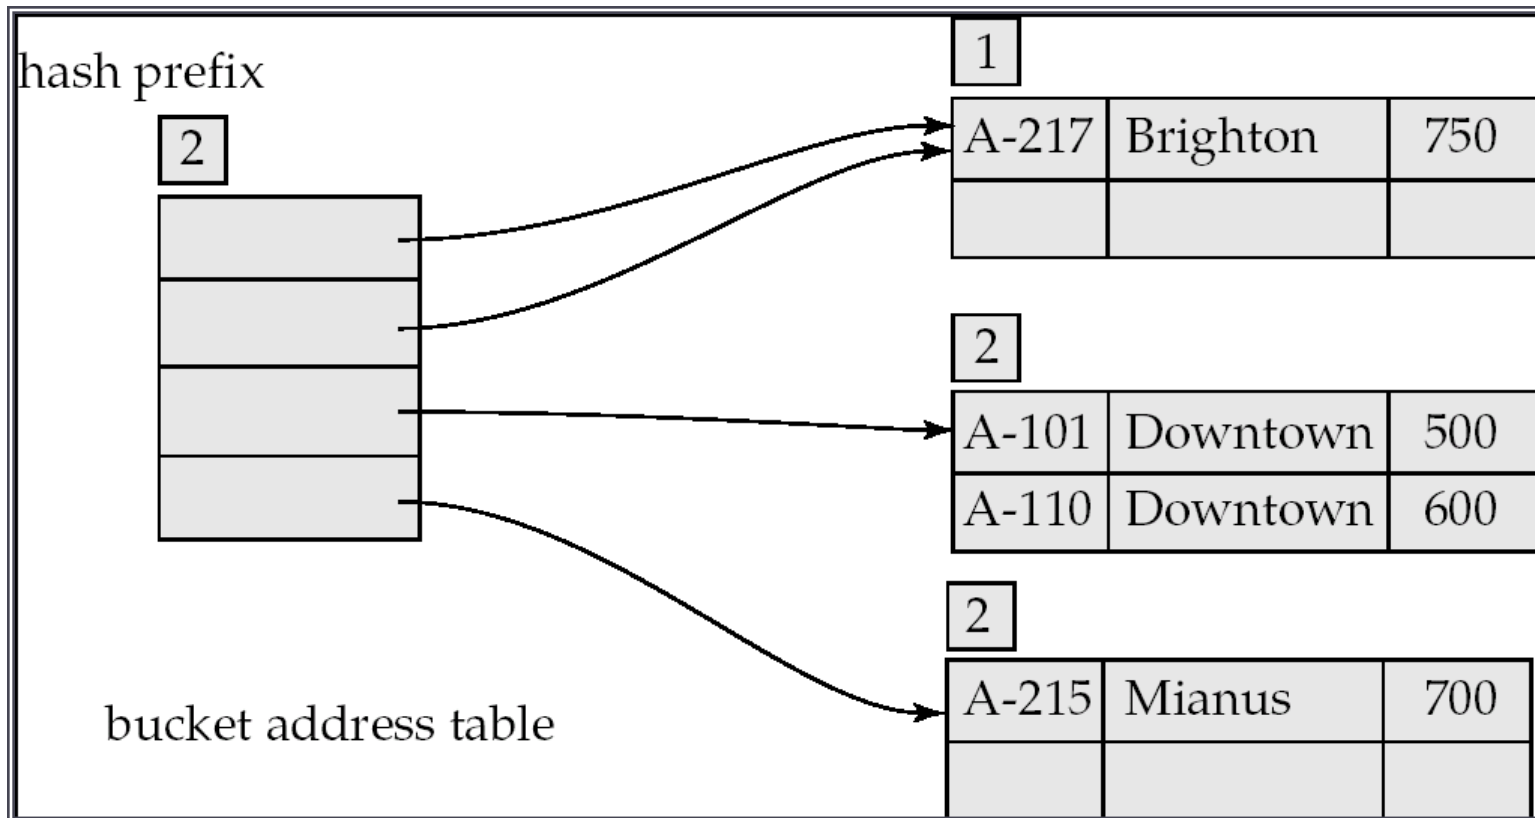 hash prefix
2
1
A-217 Brighton 750
2
A-101 Downtown 500
A-110 Downtown 600
2
A-215 Mianus 700
bucket address table